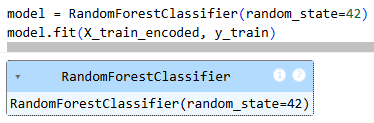 model = RandomForestClassifier(random_state=42)
model.fit(X_train_encoded, y_train)
RandomForestClassifier
RandomForestClassifier(random_state=42)